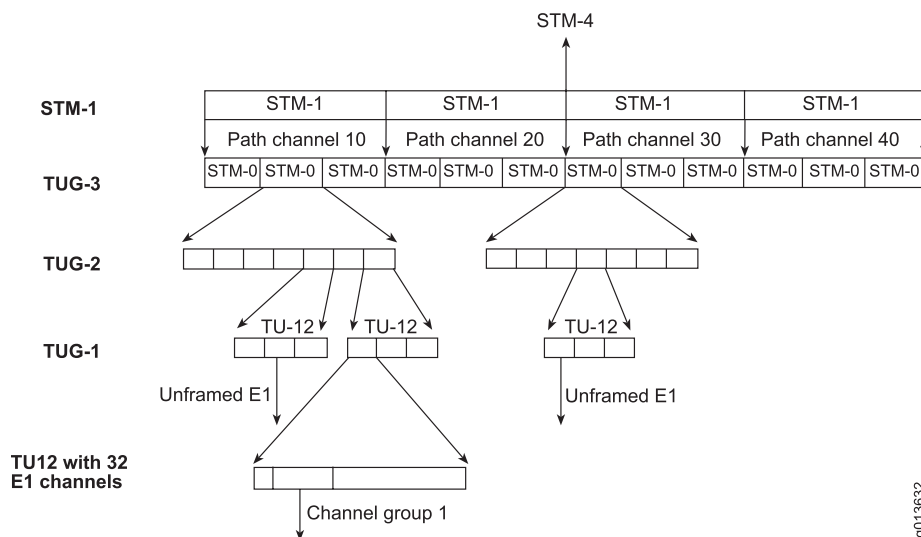 STM-4
STM-1 STM-1 STM-1 STM-1 STM-1
Path channel 10 Path channel 20 Path channel 30 Path channel 40
TUG-3 STM-0 STM-0 STM-0 STM-0 STM-0 STM-0 STM-0 STM-0 STM-0 STM-0 STM-0 STM-0
TUG-2
TU-12 TU-12 TU-12
TUG-1
Unframed E1 Unframed E1
TU12 with 32
E1 channels
Channel group 1
g013632